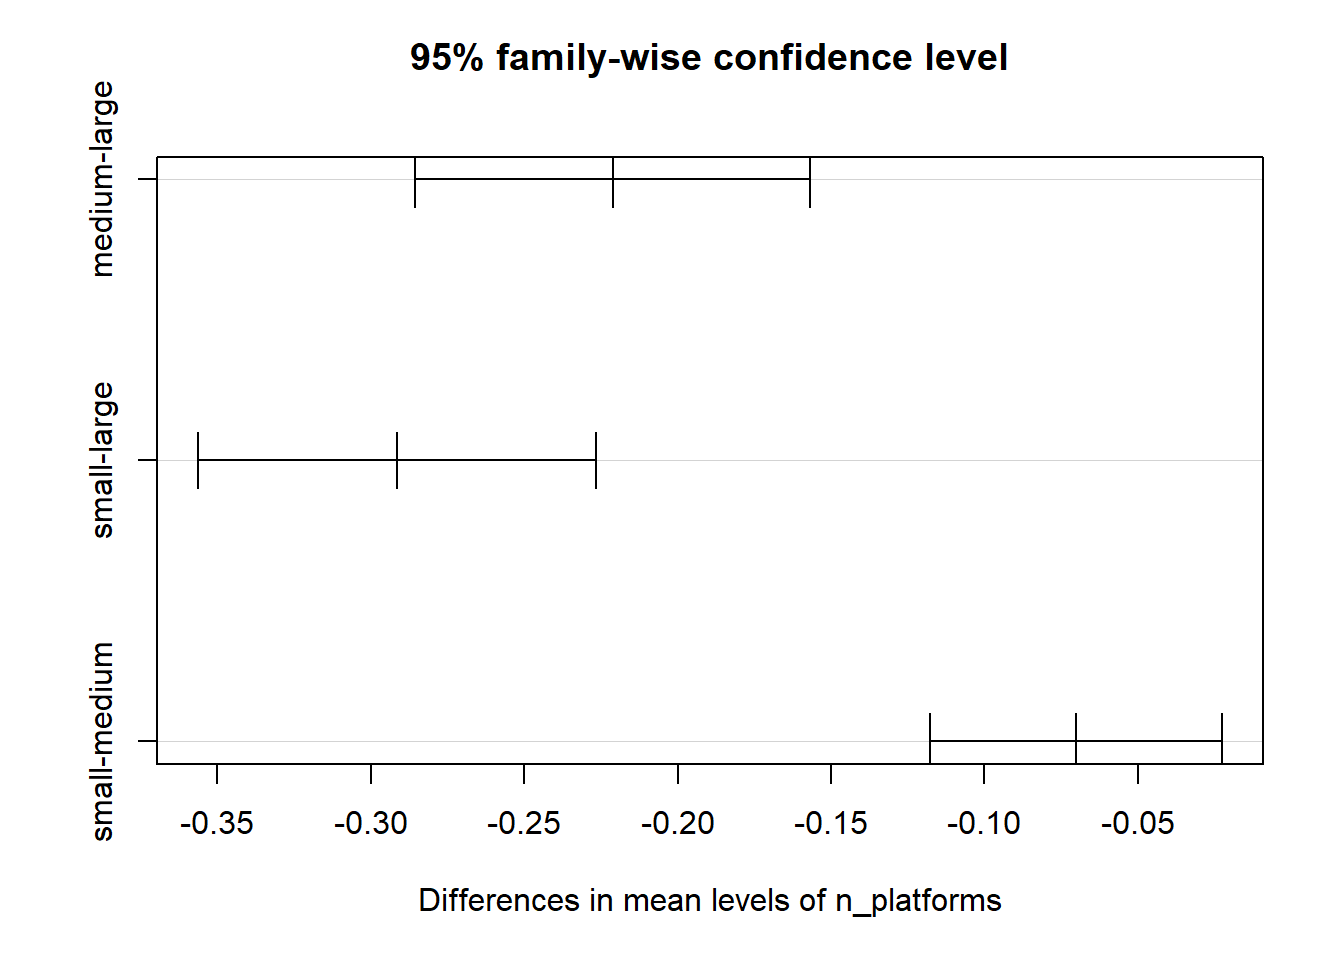 95% family-wise confidence level
medium-large
small-large
small-medium
-0.35 -0.30 -0.25 -0.20 -0.15 -0.10 -0.05
Differences in mean levels of n_platforms